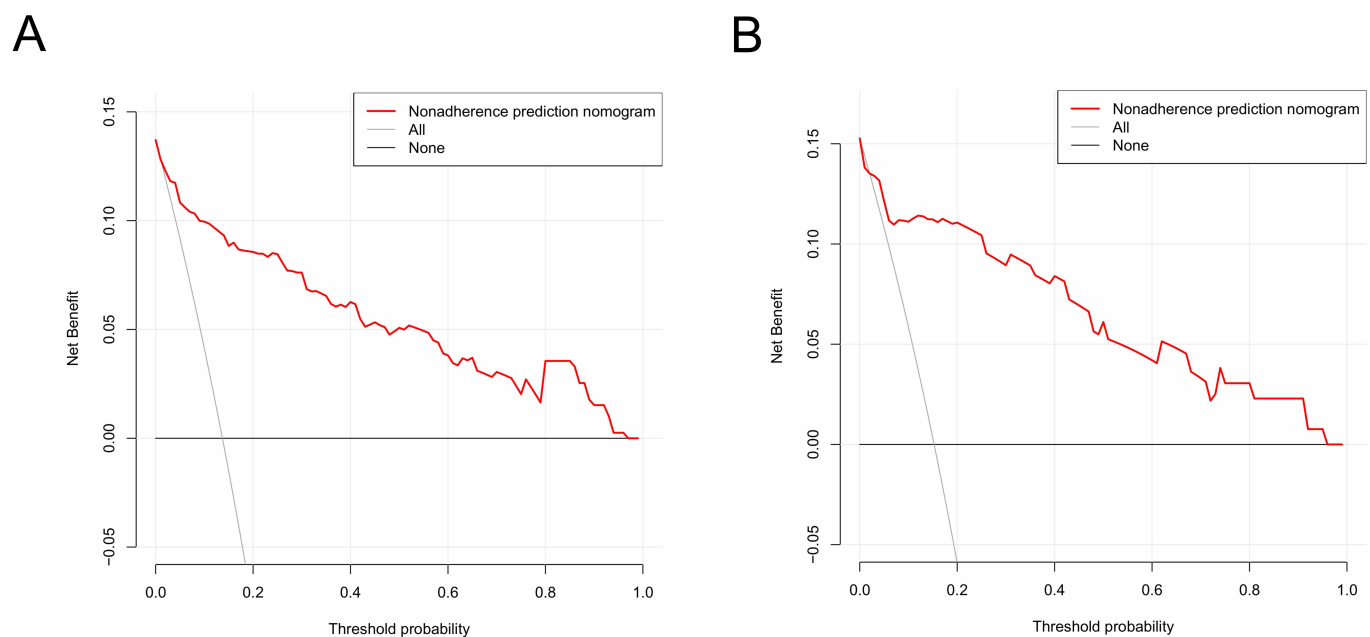 A
Nonadherence prediction nomogram
All
None
0.15
0.10
0.05
0.00
−0.05
Net Benefit
0.0 0.2 0.4 0.6 0.8 1.0
Threshold probability
B
Nonadherence prediction nomogram
All
None
0.15
0.10
0.05
0.00
−0.05
Net Benefit
0.0 0.2 0.4 0.6 0.8 1.0
Threshold probability